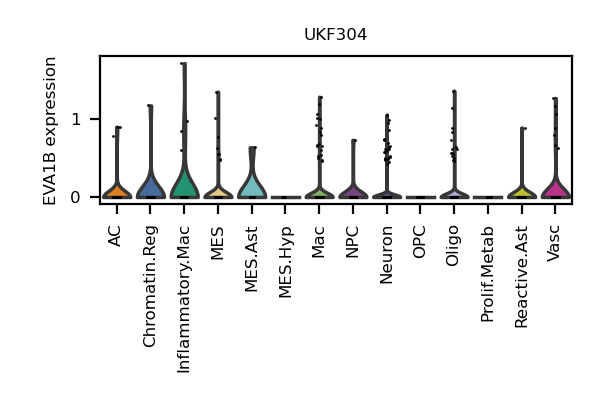 UKF304
EVA1B expression
1
0
AC
Chromatin.Reg
Inflammatory.Mac
MES
MES.Ast
MES.Hyp
Mac
NPC
Neuron
OPC
Oligo
Prolif.Metab
Reactive.Ast
Vasc